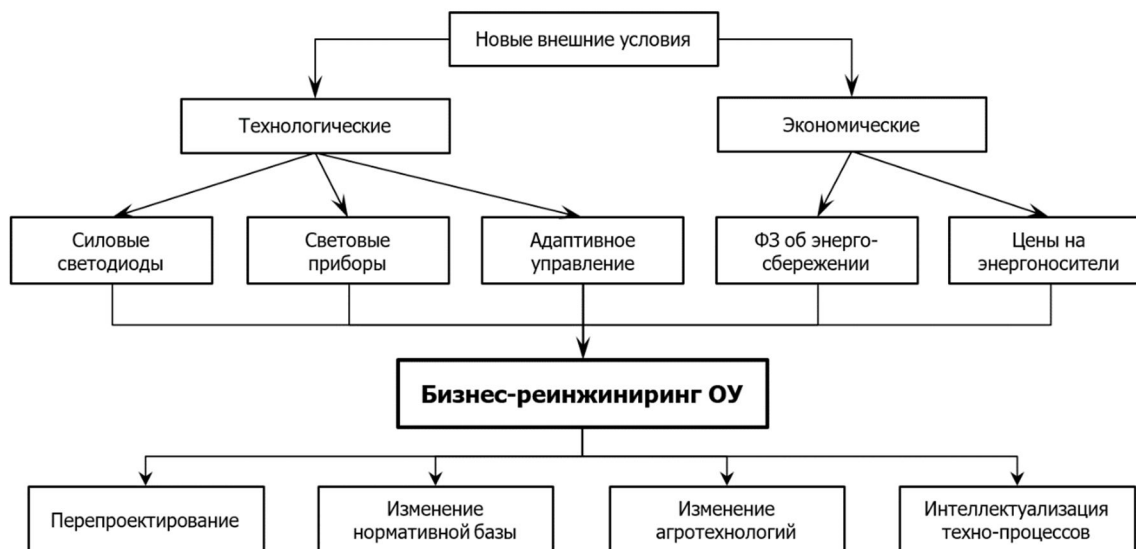 Новые внешние условия
Технологические
Экономические
Силовые
светодиоды
Световые
приборы
Адаптивное
управление
ФЗ об энерго-
сбережении
Цены на
энергоносители
Бизнес-реинжиниринг ОУ
Перепроектирование
Изменение
нормативной базы
Изменение
агротехнологий
Интеллектуализация
техно-процессов